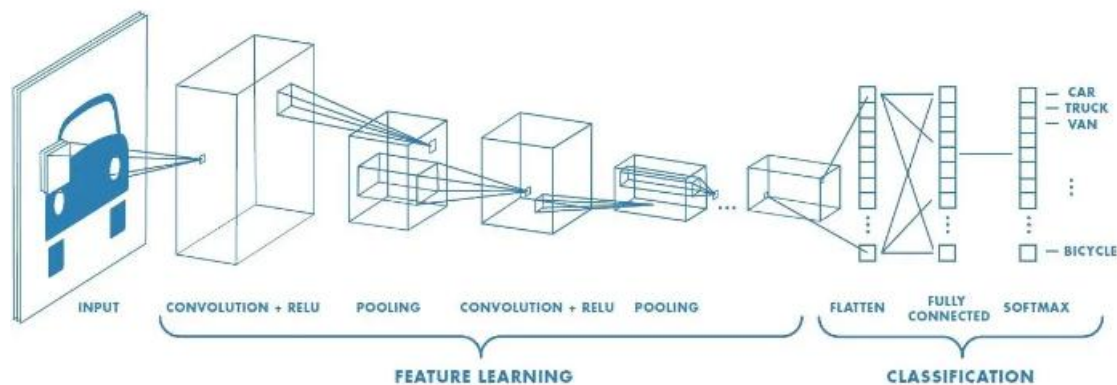 CAR
TRUCK
VAN
BICYCLE
INPUT
CONVOLUTION + RELU
POOLING
CONVOLUTION + RELU
POOLING
FLATTEN
FULLY
CONNECTED
SOFTMAX
FEATURE LEARNING
CLASSIFICATION